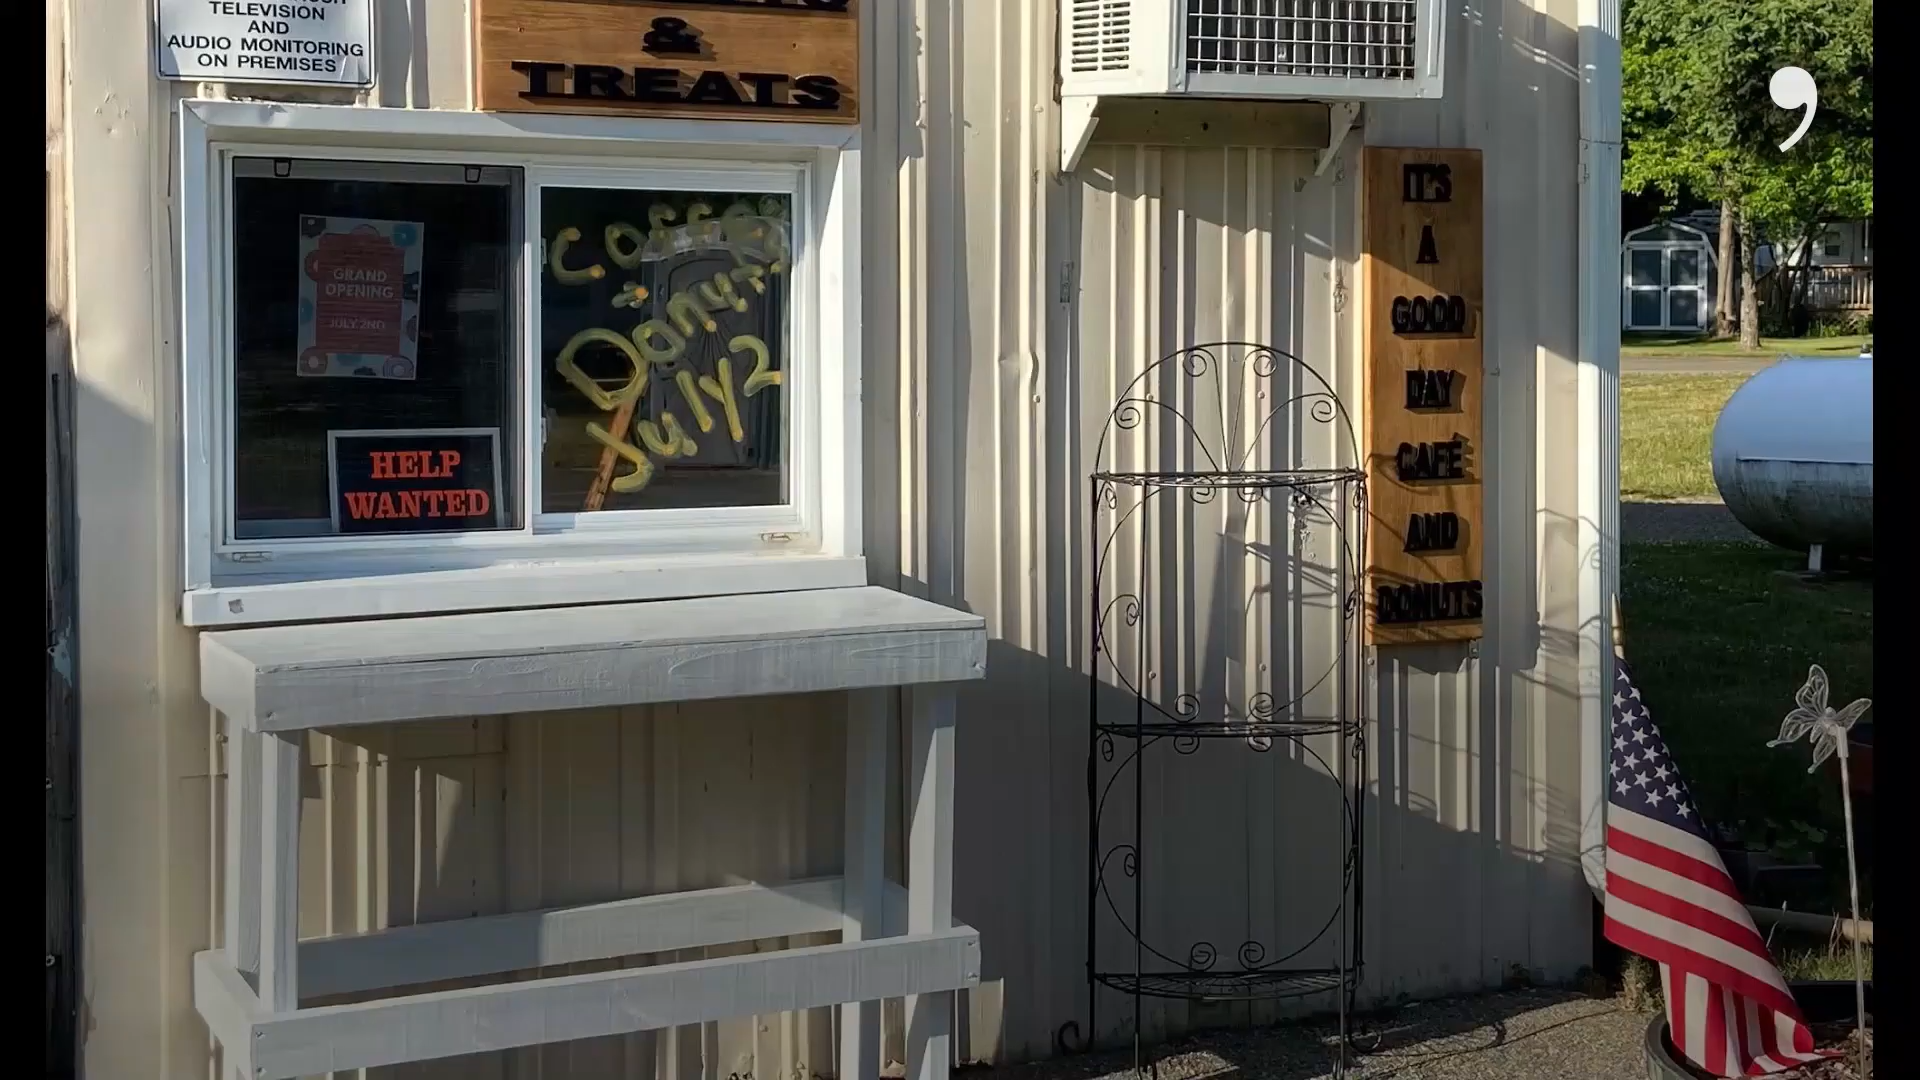 TELEVISION
AND
AUDIO MONITORING
ON PREMISES
&
TREATS
GRAND
OPENING
JULY 2ND
HELP
WANTED
Coffee
Donuts
July 2
IT'S
A
GOOD
DAY
CAFÉ
AND
DONUTS